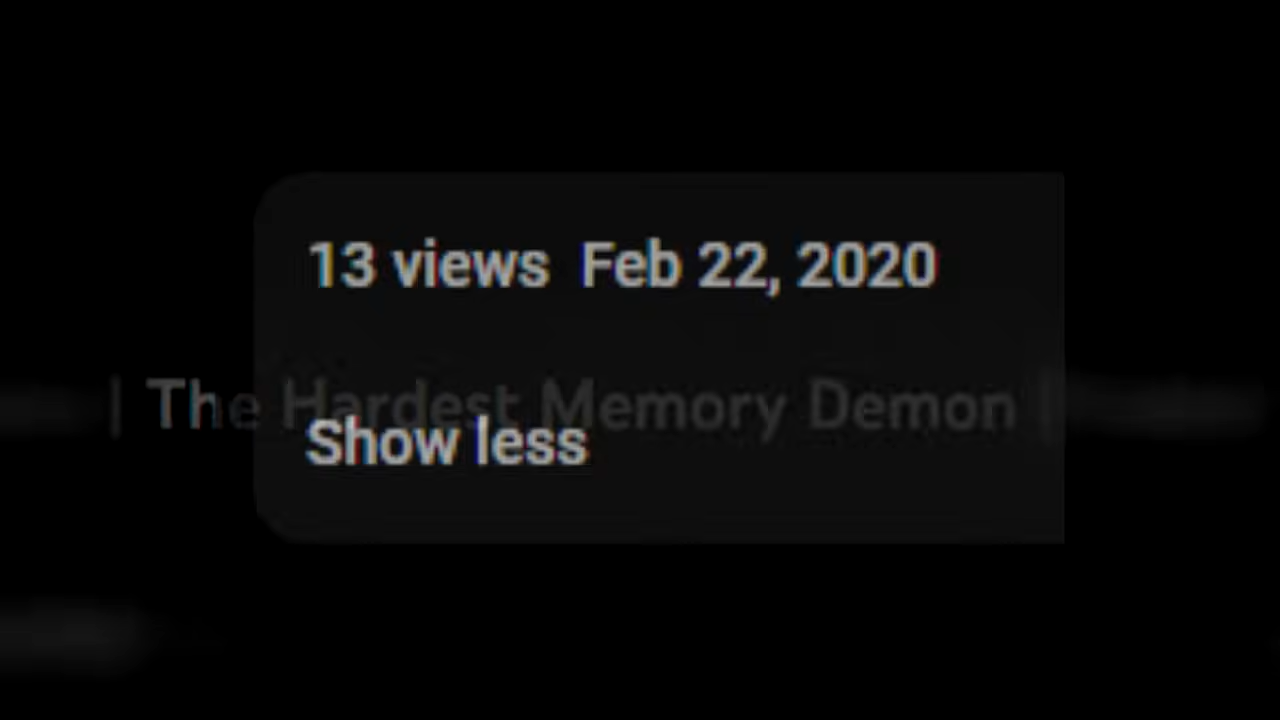 13 views Feb 22, 2020
| The Hardest Memory Demon |
Show less